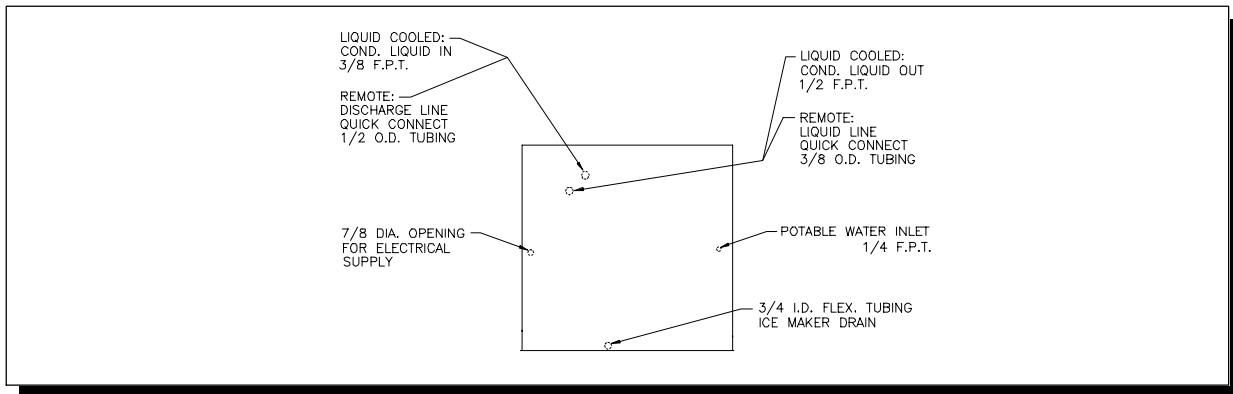 LIQUID COOLED:
COND. LIQUID IN
3/8 F.P.T.
REMOTE:
DISCHARGE LINE
QUICK CONNECT
1/2 O.D. TUBING
LIQUID COOLED:
COND. LIQUID OUT
1/2 F.P.T.
REMOTE:
LIQUID LINE
QUICK CONNECT
3/8 O.D. TUBING
7/8 DIA. OPENING
FOR ELECTRICAL
SUPPLY
POTABLE WATER INLET
1/4 F.P.T.
3/4 I.D. FLEX. TUBING
ICE MAKER DRAIN